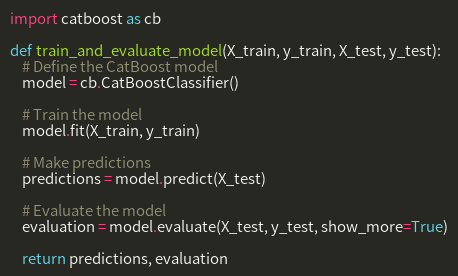 import catboost as cb
def train_and_evaluate_model(X_train, y_train, X_test, y_test):
# Define the CatBoost model
model = cb.CatBoostClassifier()
# Train the model
model.fit(X_train, y_train)
# Make predictions
predictions = model.predict(X_test)
# Evaluate the model
evaluation = model.evaluate(X_test, y_test, show_more=True)
return predictions, evaluation